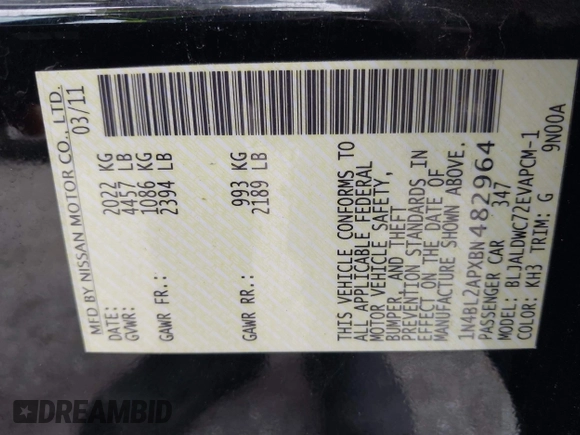 MFD BY NISSAN MOTOR CO., LTD.
DATE: 03/11
GVWR: 2022 KG
4457 LB
GAWR FR: 1086 KG
2394 LB
GAWR RR: 993 KG
2189 LB
THIS VEHICLE CONFORMS TO
ALL APPLICABLE FEDERAL
MOTOR VEHICLE SAFETY,
BUMPER, AND THEFT
PREVENTION STANDARDS IN
EFFECT ON THE DATE OF
MANUFACTURE SHOWN ABOVE.
1N4BL2APXBN482964
PASSENGER CAR 347
MODEL: BLJALDWC72EVAPCM-1
COLOR: KH3 TRIM: G 9N00A
DREAMBID